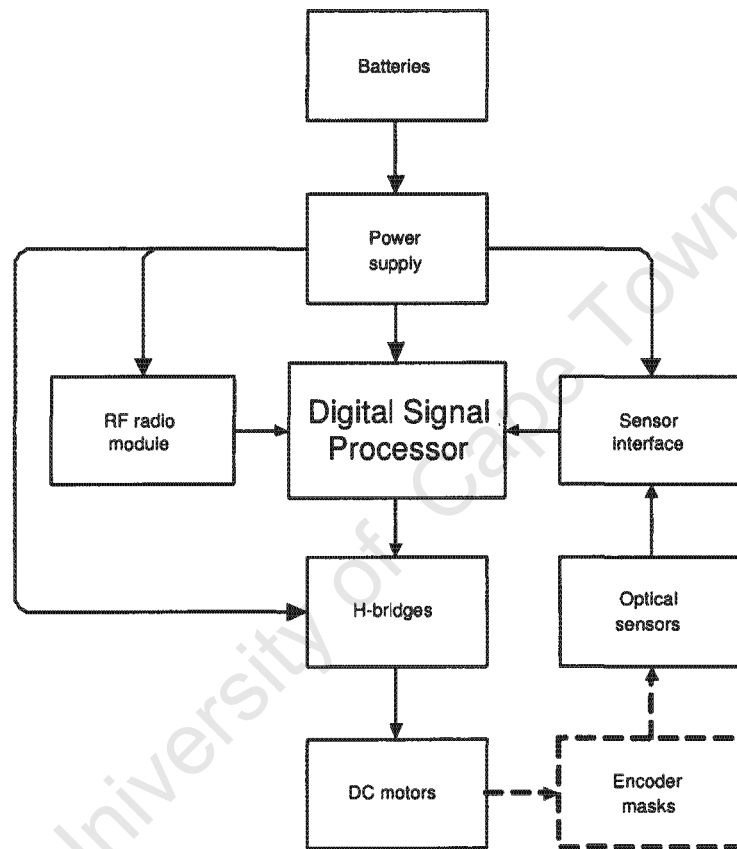 Batteries
Power
supply
RF radio
module
Digital Signal
Processor
Sensor
interface
H-bridges
Optical
sensors
DC motors
Encoder
masks
University of Cape Town